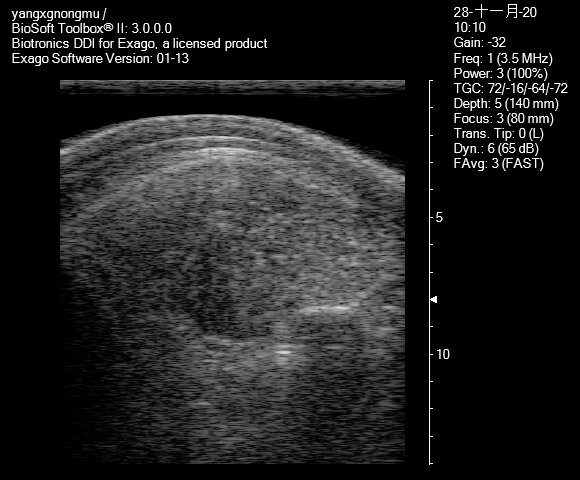 yangxgnongmu /
BioSoft Toolbox® II: 3.0.0.0
Biotronics DDI for Exago, a licensed product
Exago Software Version: 01-13
28-十一月-20
10:10
Gain: -32
Freq: 1 (3.5 MHz)
Power: 3 (100%)
TGC: 72/-16/-64/-72
Depth: 5 (140 mm)
Focus: 3 (80 mm)
Trans. Tip: 0 (L)
Dyn.: 6 (65 dB)
FAvg: 3 (FAST)
5
10